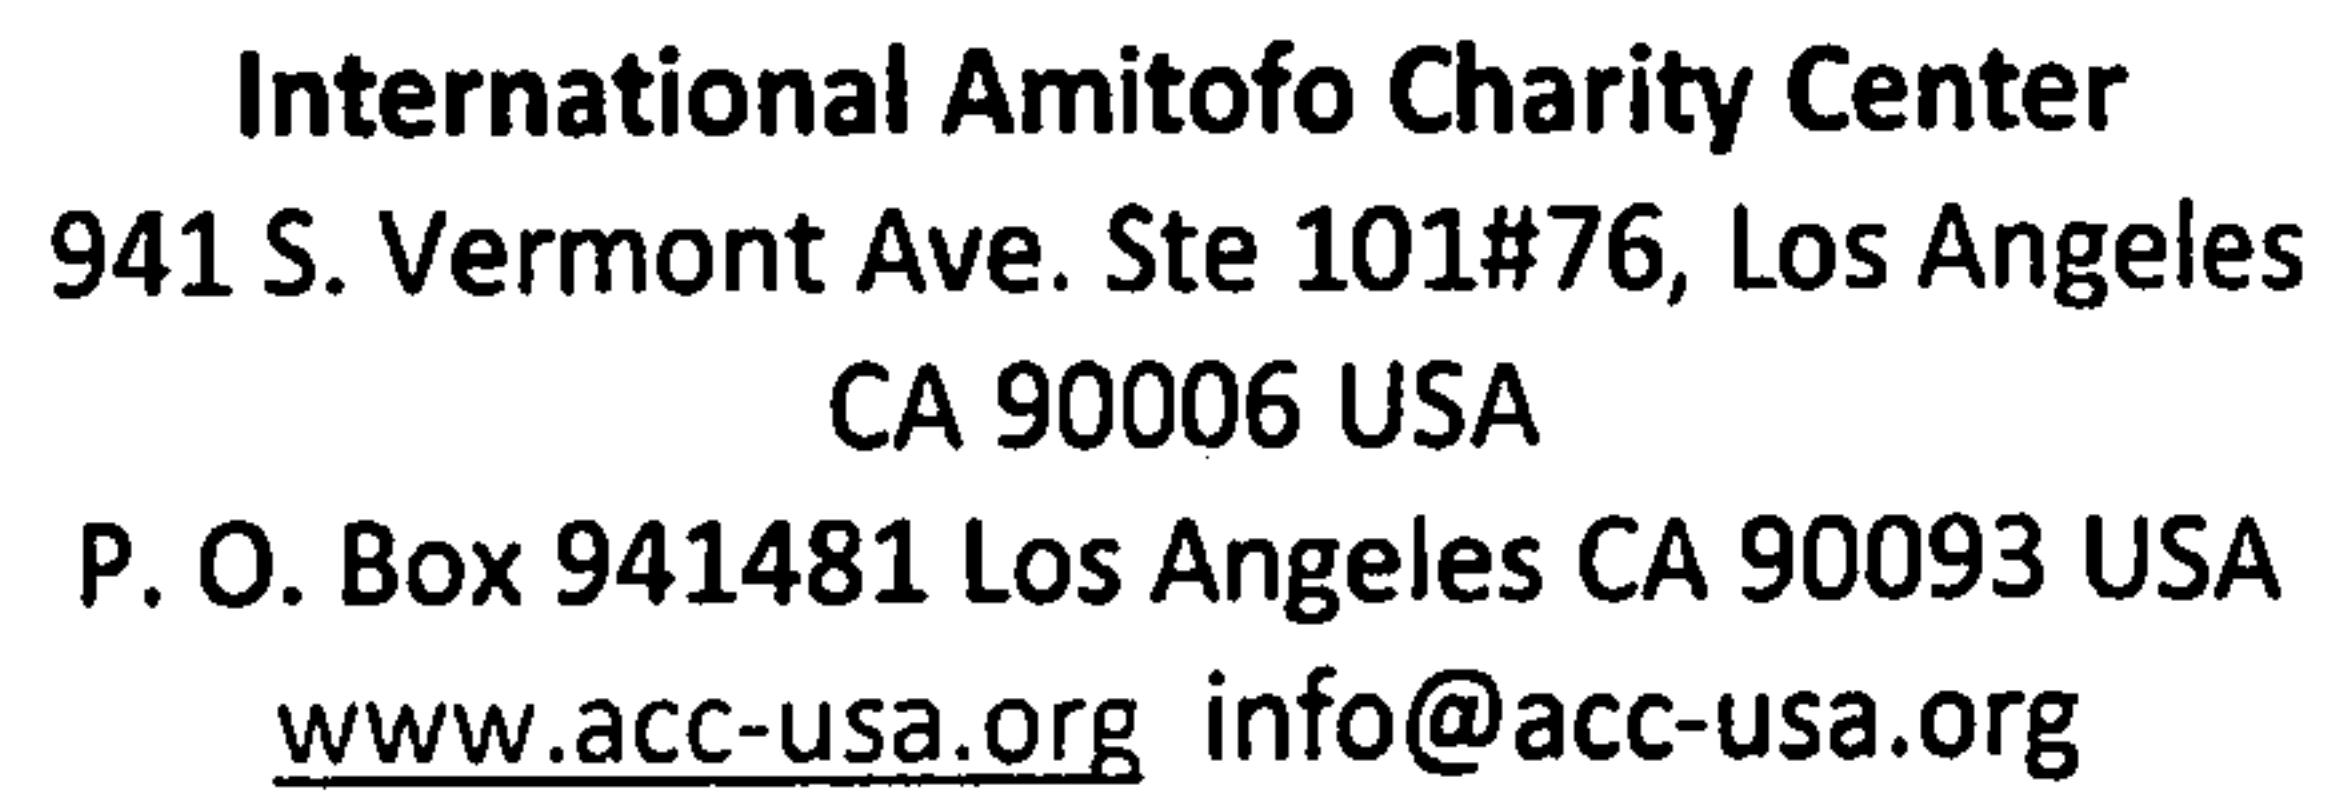 International Amitofo Charity Center
941 S. Vermont Ave. Ste 101#76, Los Angeles
CA 90006 USA
P. O. Box 941481 Los Angeles CA 90093 USA
www.acc-usa.org info@acc-usa.org